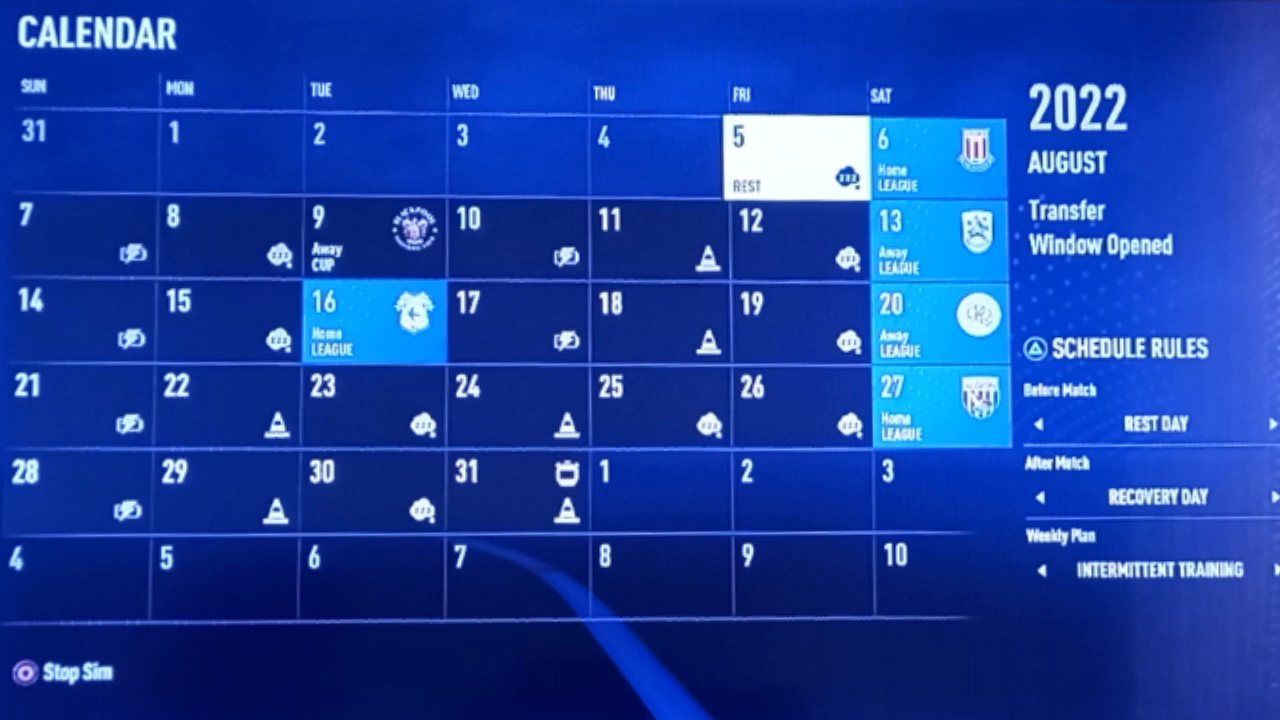 CALENDAR
SUN MON TUE WED THU FRI SAT
31 1 2 3 4 5 6
REST
Home
LEAGUE
7 8 9 10 11 12 13
BLACKPOOL
Away
CUP
Away
LEAGUE
14 15 16 17 18 19 20
Home
LEAGUE
Away
LEAGUE
21 22 23 24 25 26 27
Home
LEAGUE
28 29 30 31 1 2 3
4 5 6 7 8 9 10
2022
AUGUST
Transfer
Window Opened
SCHEDULE RULES
Before Match
REST DAY
After Match
RECOVERY DAY
Weekly Plan
INTERMITTENT TRAINING
Stop Sim